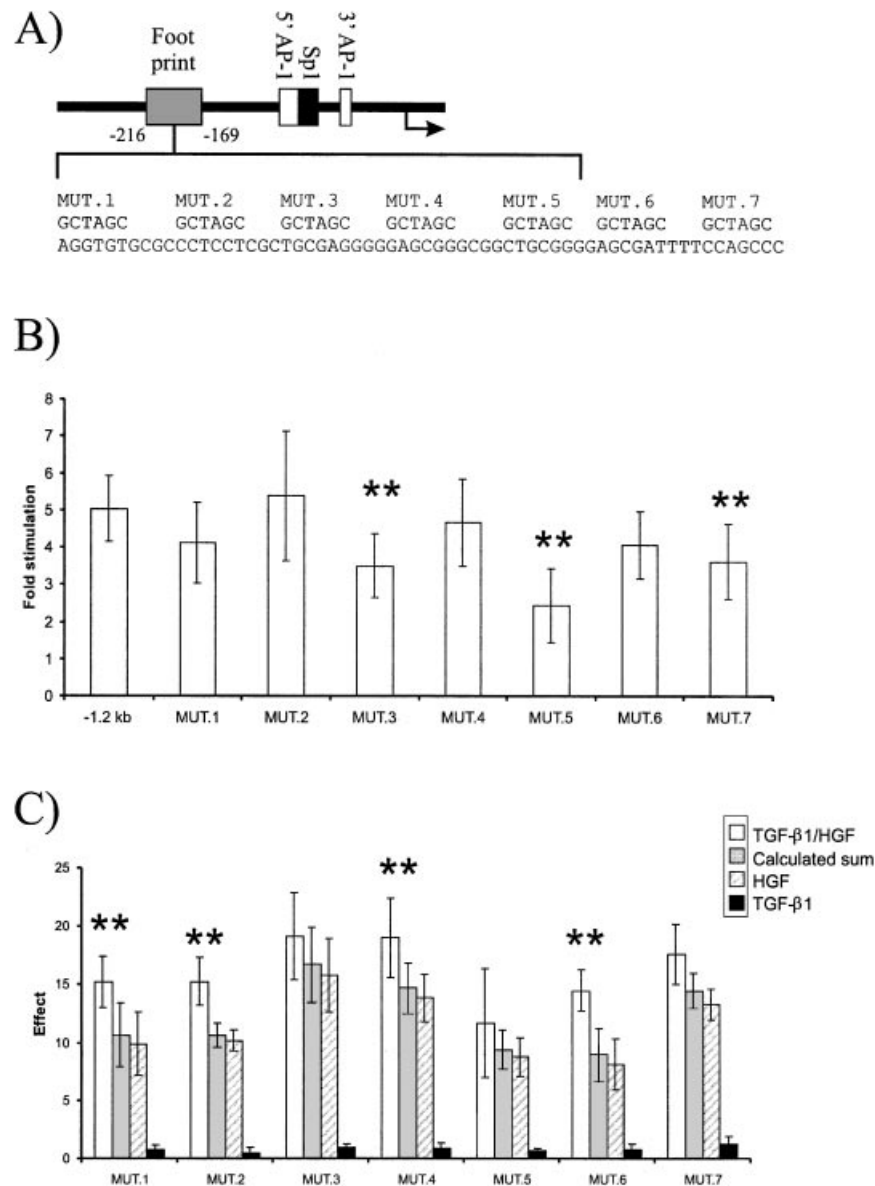 A)
Foot
print
5' AP-1
Sp1
3' AP-1
-216
-169
MUT.1 MUT.2 MUT.3 MUT.4 MUT.5 MUT.6 MUT.7
GCTAGC GCTAGC GCTAGC GCTAGC GCTAGC GCTAGC GCTAGC
AGGTGTGCGCCCTCCTCGCTGCGAGGGGGAGCGGGCGGCTGCGGGGAGCGATTTTCCAGCCC
B)
Fold stimulation
8
7
6
5
4
3
2
1
0
** ** **
-1.2 kb MUT.1 MUT.2 MUT.3 MUT.4 MUT.5 MUT.6 MUT.7
C)
TGF-β1/HGF
Calculated sum
HGF
TGF-β1
Effect
25
20
15
10
5
0
** ** ** **
MUT.1 MUT.2 MUT.3 MUT.4 MUT.5 MUT.6 MUT.7